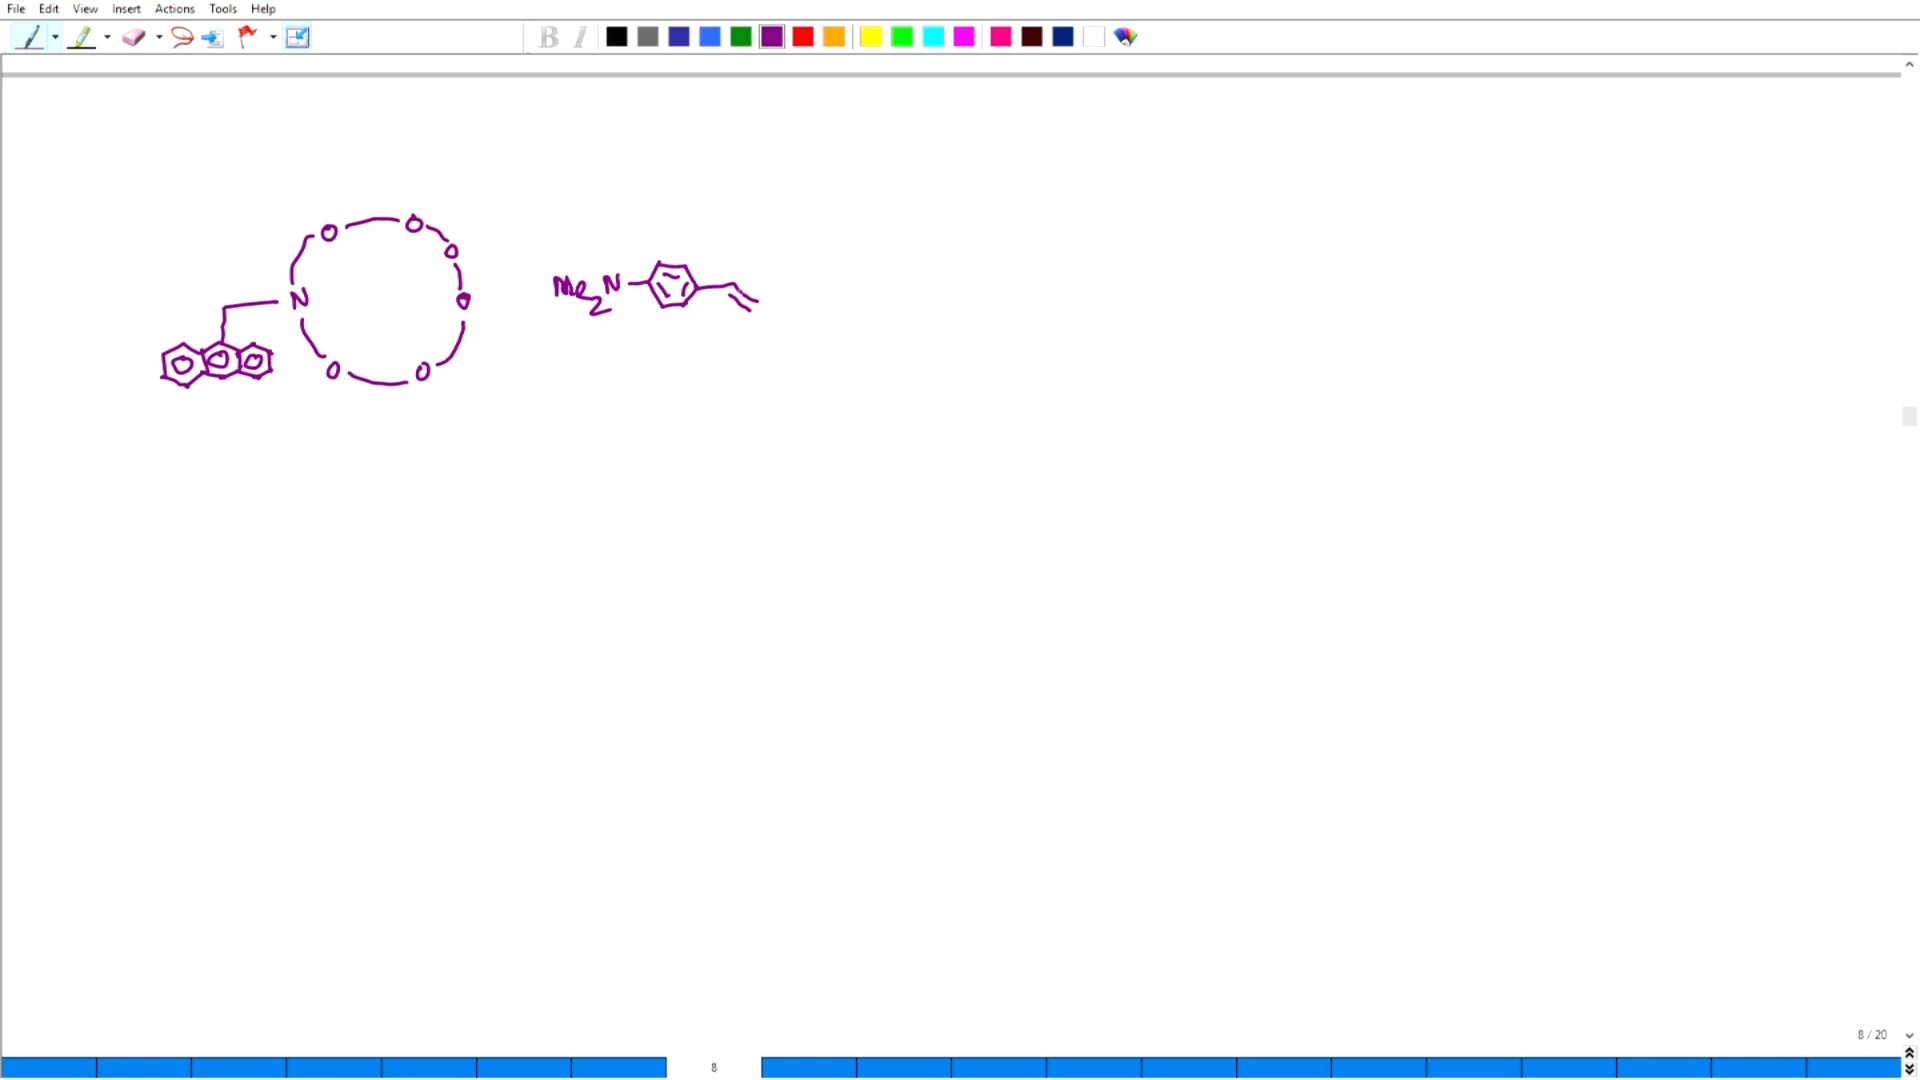 File Edit View Insert Actions Tools Help
B I
O O
O
N O
O O
Me2N
8 / 20
8